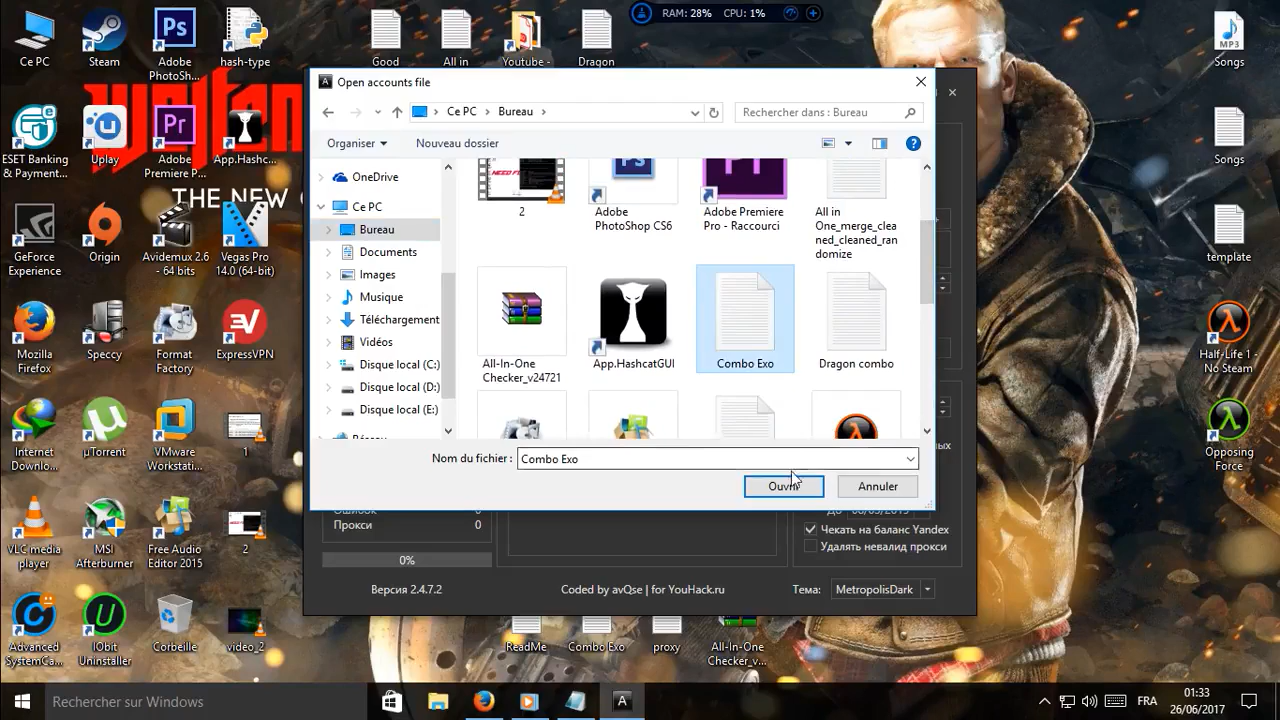 RAM: 28% CPU: 1%
Ce PC
Steam
Adobe
PhotoSh...
hash-type
Good
All in
Youtube -
Dragon
MP3
Songs
Open accounts file
Ce PC
Bureau
Rechercher dans : Bureau
Organiser
Nouveau dossier
OneDrive
Ce PC
Bureau
Documents
Images
Musique
Téléchargement
Vidéos
Disque local (C:)
Disque local (D:)
Disque local (E:)
2
Adobe
PhotoShop CS6
Adobe Premiere
Pro - Raccourci
All in
One_merge_clea
ned_cleaned_ran
domize
All-In-One
Checker_v24721
App.HashcatGUI
Combo Exo
Dragon combo
Nom du fichier :
Combo Exo
Ouvrir
Annuler
ESET Banking
& Payment...
Uplay
Adobe
Premiere P...
App.Hashc...
THE NEW
Songs
GeForce
Experience
Origin
Avidemux 2.6
- 64 bits
Vegas Pro
14.0 (64-bit)
template
Mozilla
Firefox
Speccy
Format
Factory
ExpressVPN
Half-Life 1 -
No Steam
Internet
Downlo...
µTorrent
VMware
Workstati...
1
Opposing
Force
VLC media
player
MSI
Afterburner
Free Audio
Editor 2015
2
Прокси
0
0%
Чекать на баланс Yandex
Удалять невалид прокси
Версия 2.4.7.2
Coded by avQse | for YouHack.ru
Тема:
MetropolisDark
Advanced
SystemCa...
IObit
Uninstaller
Corbeille
video_2
ReadMe
Combo Exo
proxy
All-In-One
Checker_v...
Rechercher sur Windows
FRA
01:33
26/06/2017